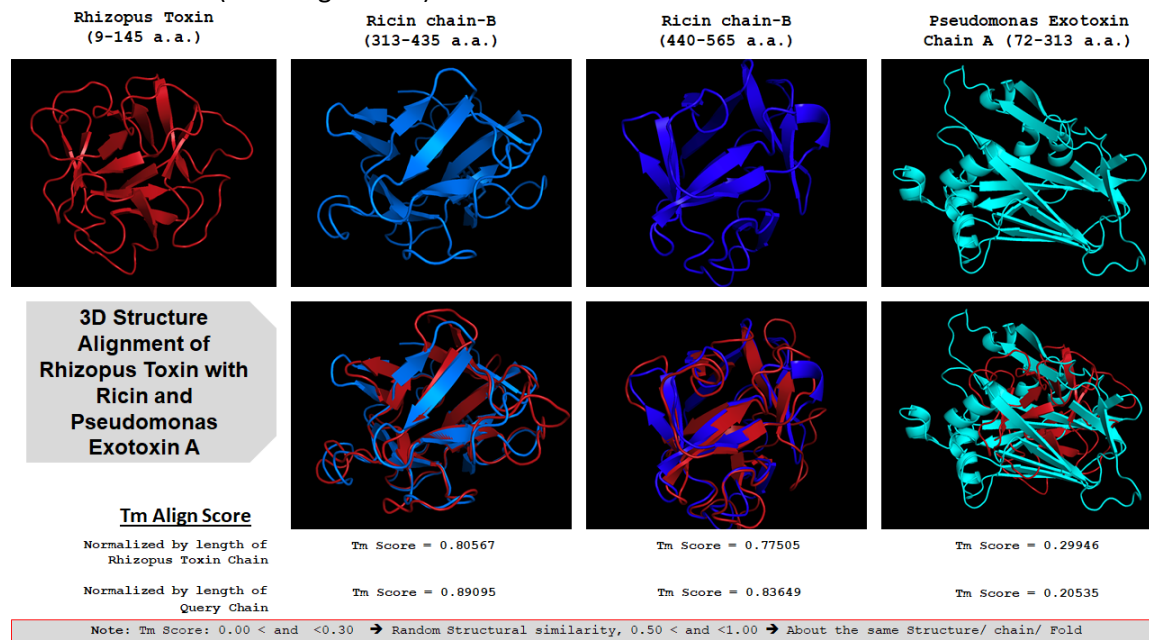 Rhizopus Toxin
(9-145 a.a.)
Ricin chain-B
(313-435 a.a.)
Ricin chain-B
(440-565 a.a.)
Pseudomonas Exotoxin
Chain A (72-313 a.a.)
3D Structure
Alignment of
Rhizopus Toxin with
Ricin and
Pseudomonas
Exotoxin A
Tm Align Score
Normalized by length of
Rhizopus Toxin Chain
Tm Score = 0.80567
Tm Score = 0.77505
Tm Score = 0.29946
Normalized by length of
Query Chain
Tm Score = 0.89095
Tm Score = 0.83649
Tm Score = 0.20535
Note: Tm Score: 0.00 < and <0.30 ➔ Random Structural similarity, 0.50 < and <1.00 ➔ About the same Structure/ chain/ Fold